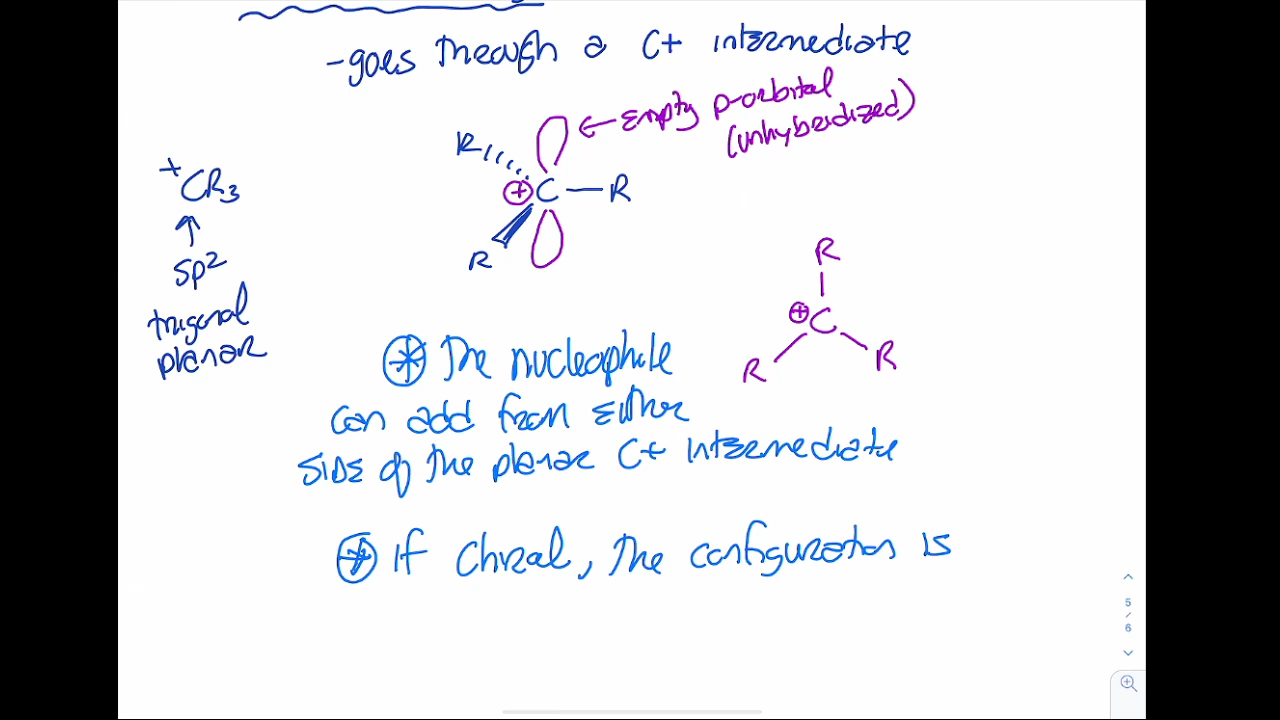 -goes through a C+ intermediate
← empty p-orbital
(unhybridized)
R
⊕ C — R
R
+CR3
↑
sp2
trigonal
planar
R
⊕ C
R R
⊛ The nucleophile
can add from either
side of the planar C+ intermediate
⊛ If chiral, the configuration is
5
/
6